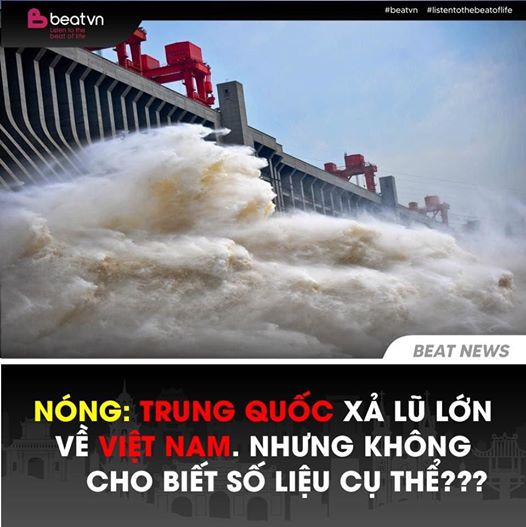 beatvn
Listen to the
beat of life
#beatvn #listentothebeatoflife
BEAT NEWS
NÓNG: TRUNG QUỐC XẢ LŨ LỚN
VỀ VIỆT NAM. NHƯNG KHÔNG
CHO BIẾT SỐ LIỆU CỤ THỂ???